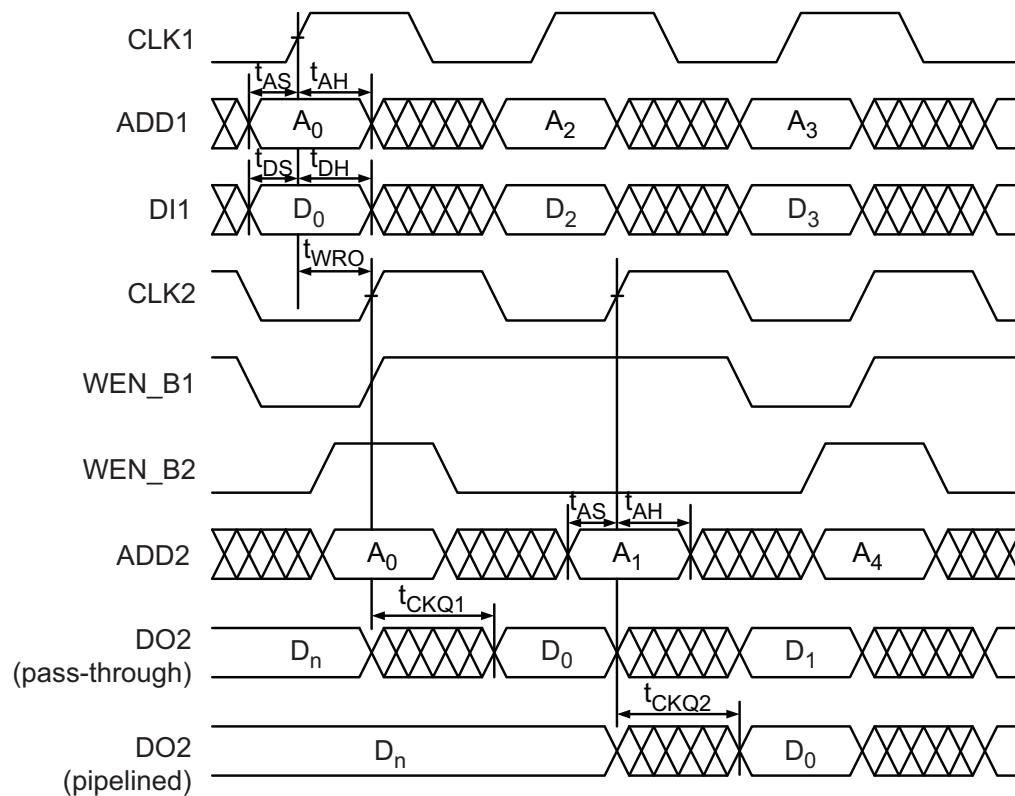 CLK1
t_AS t_AH
ADD1 A_0 A_2 A_3
t_DS t_DH
DI1 D_0 D_2 D_3
t_WRO
CLK2
WEN_B1
WEN_B2
t_AS t_AH
ADD2 A_0 A_1 A_4
t_CKQ1
DO2 D_n D_0 D_1
(pass-through)
t_CKQ2
DO2 D_n D_0
(pipelined)